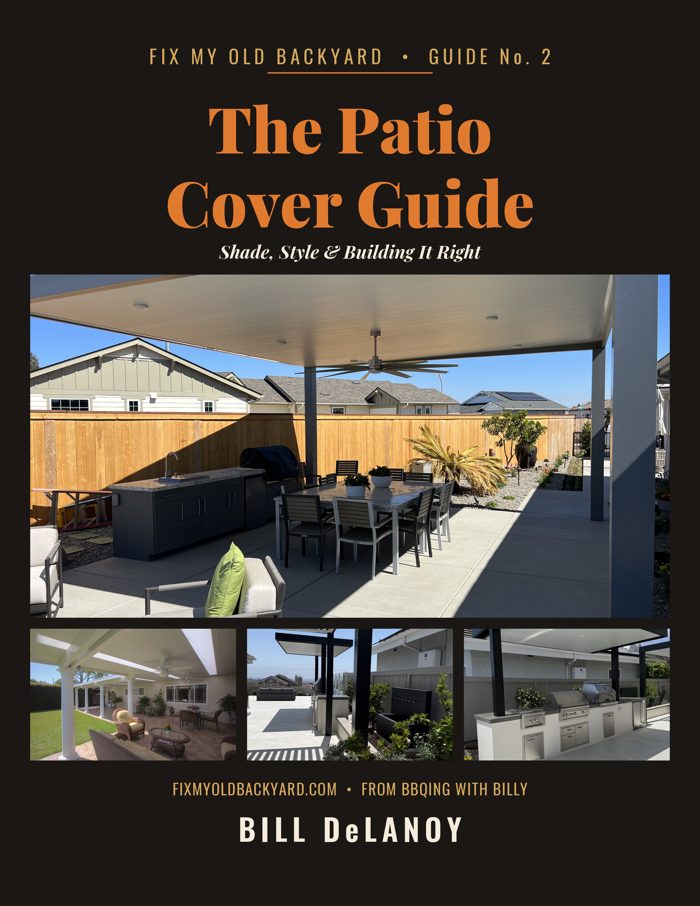 FIX MY OLD BACKYARD • GUIDE No. 2
The Patio
Cover Guide
Shade, Style & Building It Right
FIXMYOLDBACKYARD.COM • FROM BBQING WITH BILLY
BILL DeLANOY